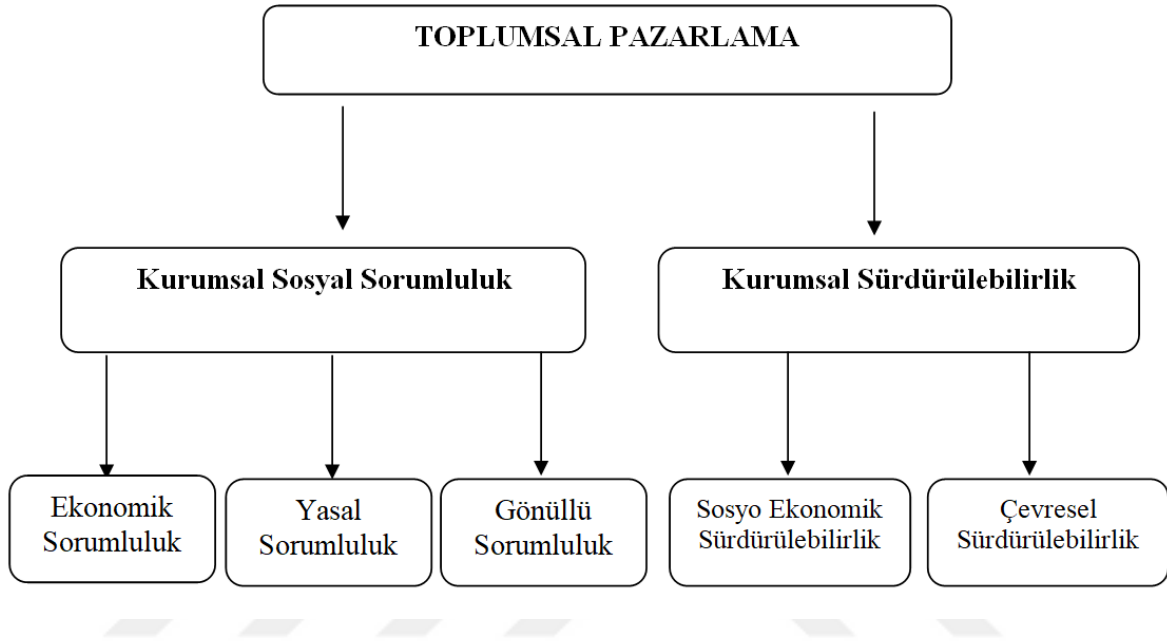 TOPLUMSAL PAZARLAMA
Kurumsal Sosyal Sorumluluk
Kurumsal Sürdürülebilirlik
Ekonomik
Sorumluluk
Yasal
Sorumluluk
Gönüllü
Sorumluluk
Sosyo Ekonomik
Sürdürülebilirlik
Çevresel
Sürdürülebilirlik